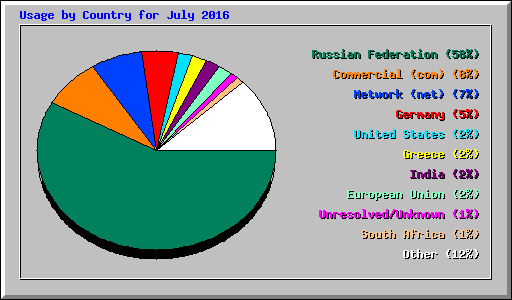 Usage by Country for July 2016
Russian Federation (58%)
Commercial (com) (8%)
Network (net) (7%)
Germany (5%)
United States (2%)
Greece (2%)
India (2%)
European Union (2%)
Unresolved/Unknown (1%)
South Africa (1%)
Other (12%)